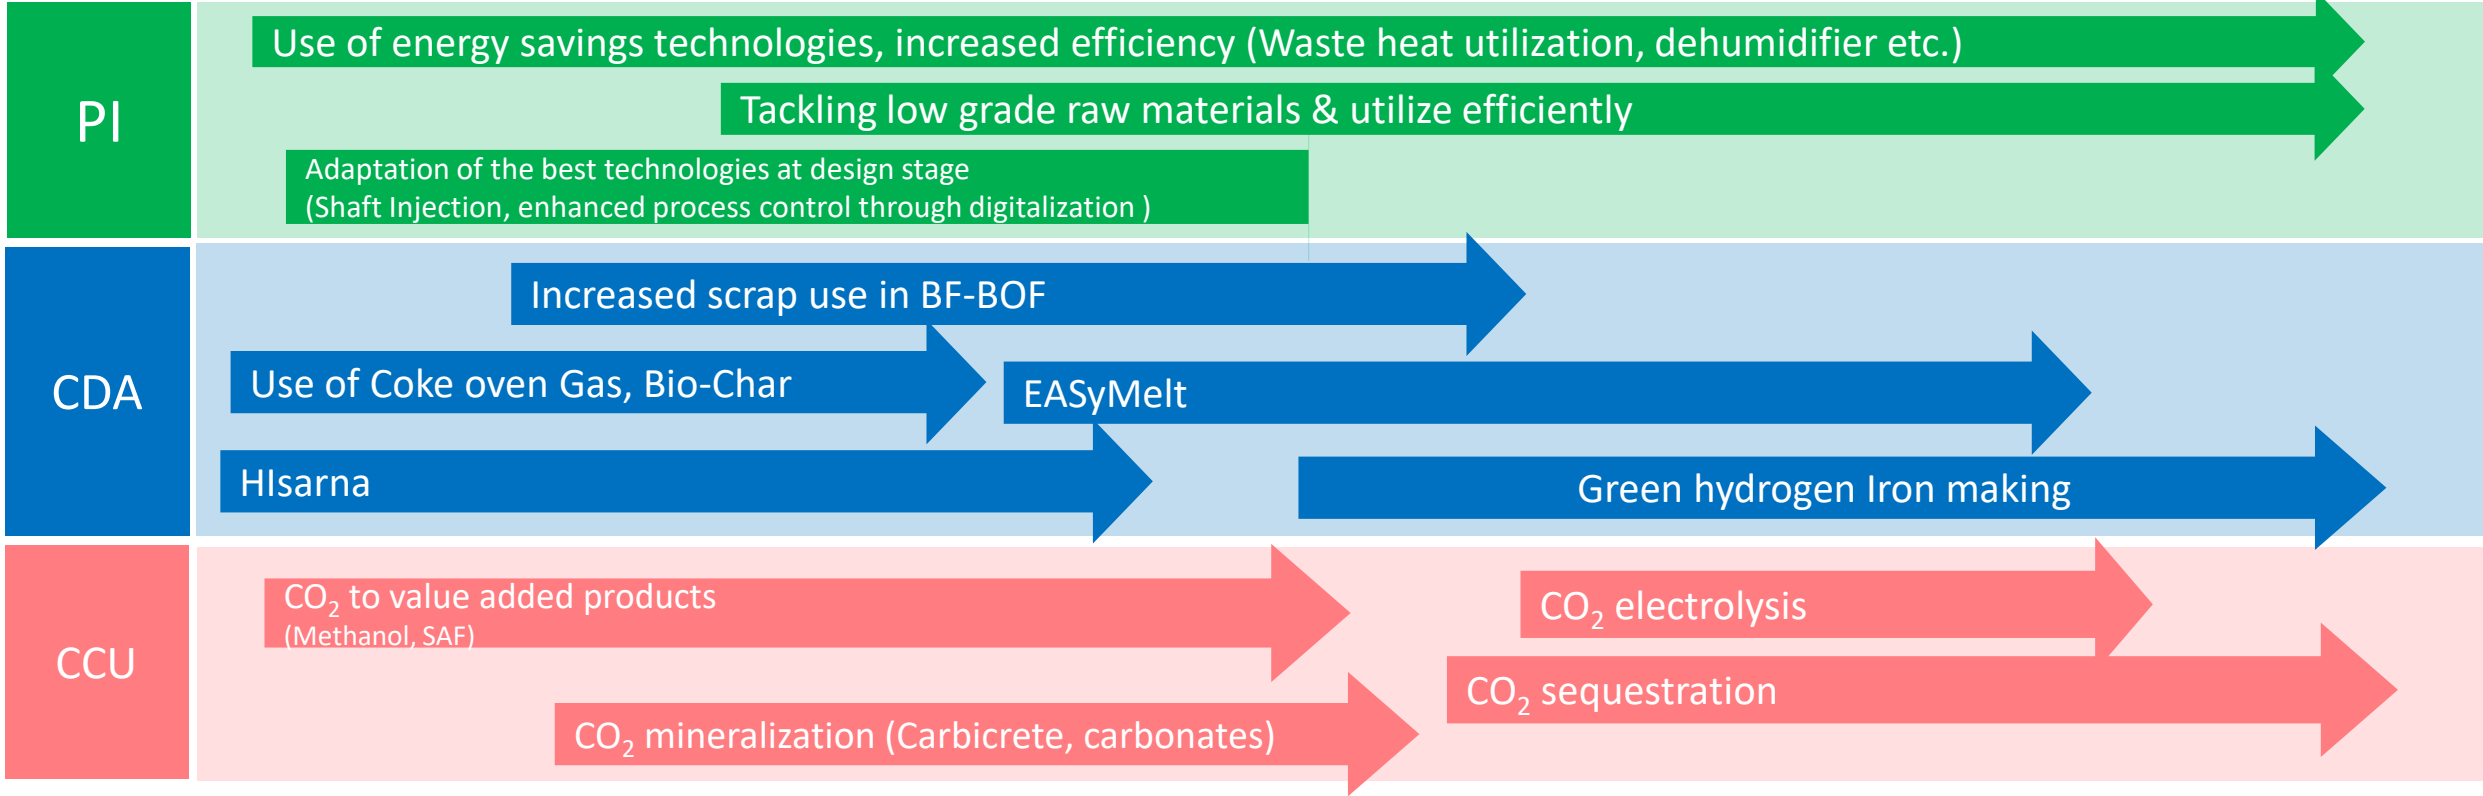 PI
Use of energy savings technologies, increased efficiency (Waste heat utilization, dehumidifier etc.)
Tackling low grade raw materials & utilize efficiently
Adaptation of the best technologies at design stage
(Shaft Injection, enhanced process control through digitalization )
CDA
Increased scrap use in BF-BOF
Use of Coke oven Gas, Bio-Char
EASyMelt
HIsarna
Green hydrogen Iron making
CCU
CO₂ to value added products
(Methanol, SAF)
CO₂ electrolysis
CO₂ sequestration
CO₂ mineralization (Carbicrete, carbonates)